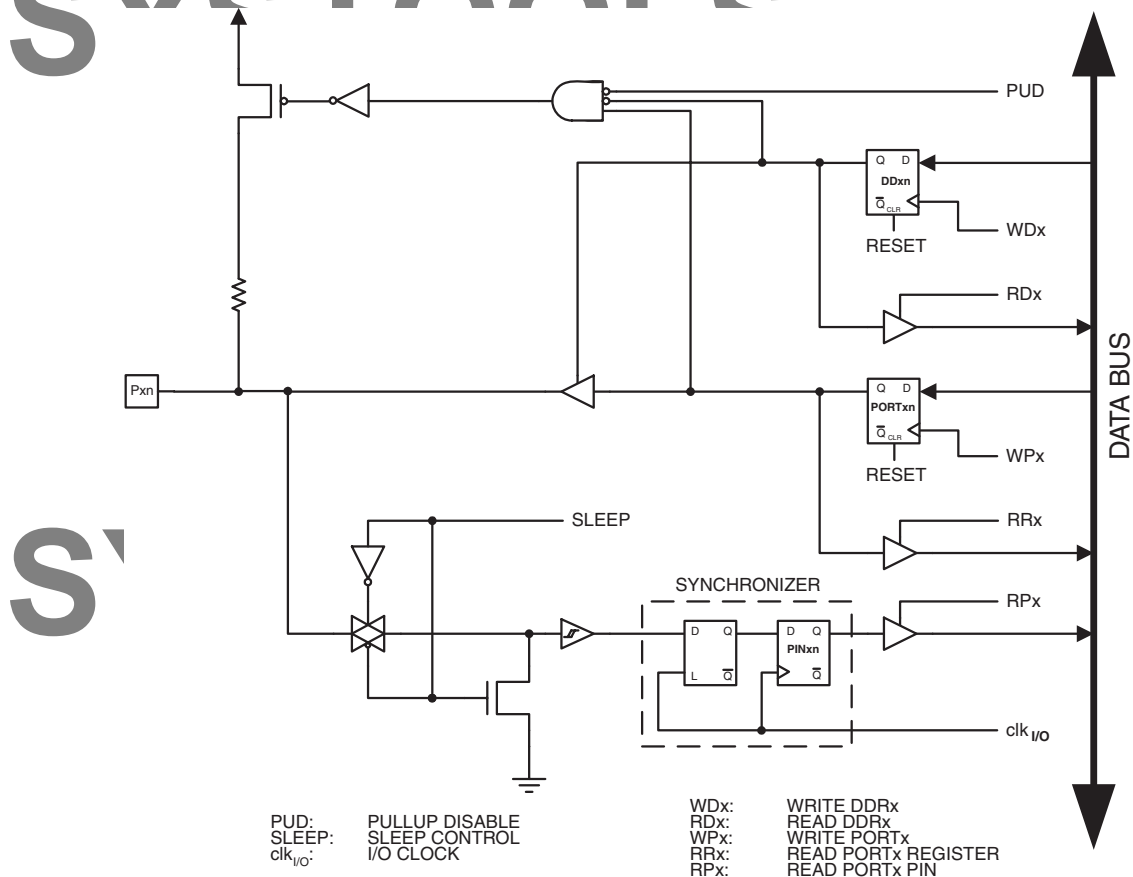 PUD
Q D
DDxn
Q CLR
WDx
RESET
RDx
Pxn
Q D
PORTxn
Q CLR
WPx
RESET
DATA BUS
SLEEP
RRx
SYNCHRONIZER
RPx
D Q
L Q
D Q
PINxn
Q
clk I/O
PUD: PULLUP DISABLE
SLEEP: SLEEP CONTROL
clk I/O: I/O CLOCK
WDx: WRITE DDRx
RDx: READ DDRx
WPx: WRITE PORTx
RRx: READ PORTx REGISTER
RPx: READ PORTx PIN